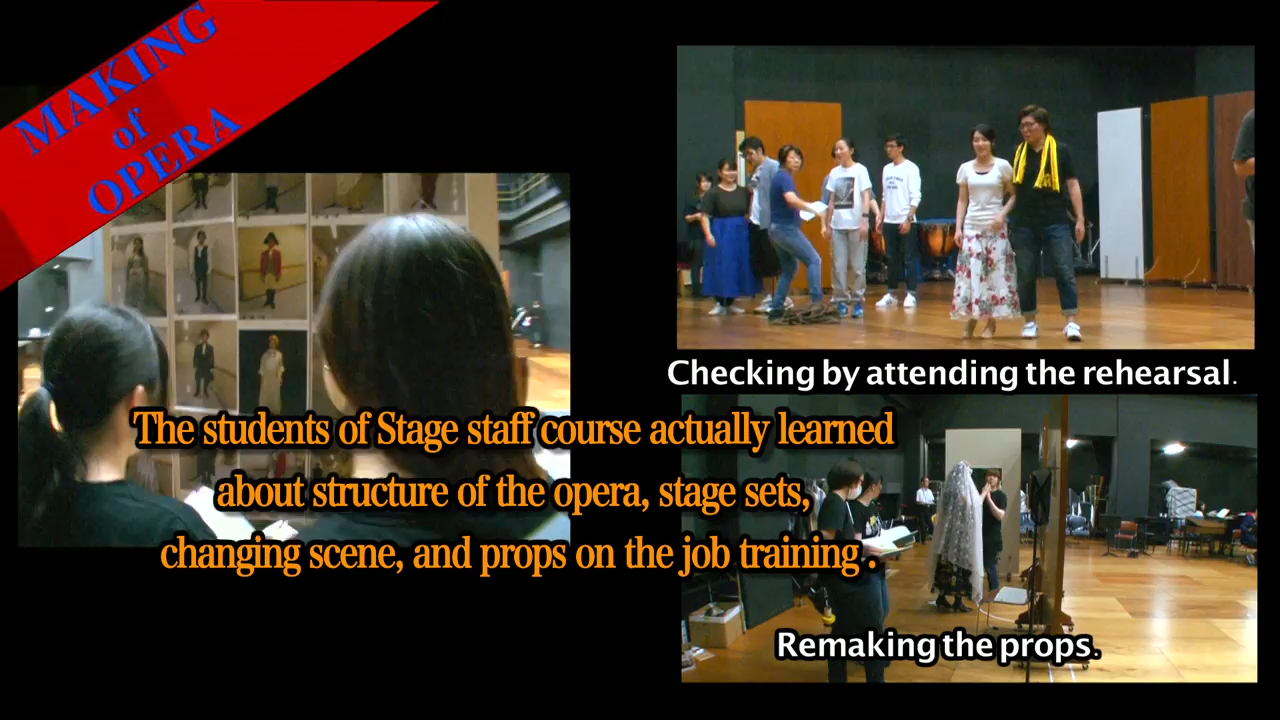 MAKING
of
OPERA
Checking by attending the rehearsal.
The students of Stage staff course actually learned
about structure of the opera, stage sets,
changing scene, and props on the job training .
Remaking the props.